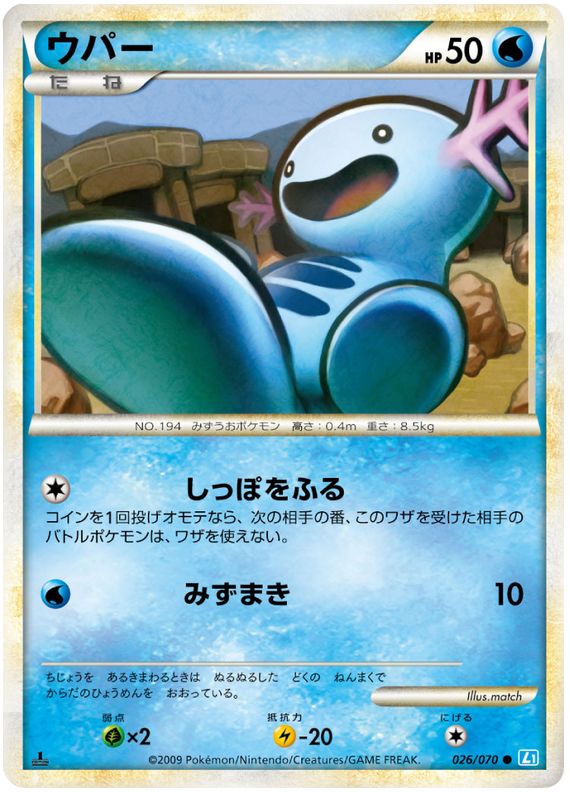 ウパー
HP 50
たね
NO.194 みずうおポケモン 高さ:0.4m 重さ:8.5kg
しっぽをふる
コインを1回投げオモテなら、次の相手の番、このワザを受けた相手の
バトルポケモンは、ワザを使えない。
みずまき 10
ちじょうを あるきまわるときは ぬるぬるした どくの ねんまくで
からだのひょうめんを おおっている。
Illus.match
弱点 抵抗力 にげる
×2 -20
1 EDITION
©2009 Pokémon/Nintendo/Creatures/GAME FREAK.
026/070 ● L1